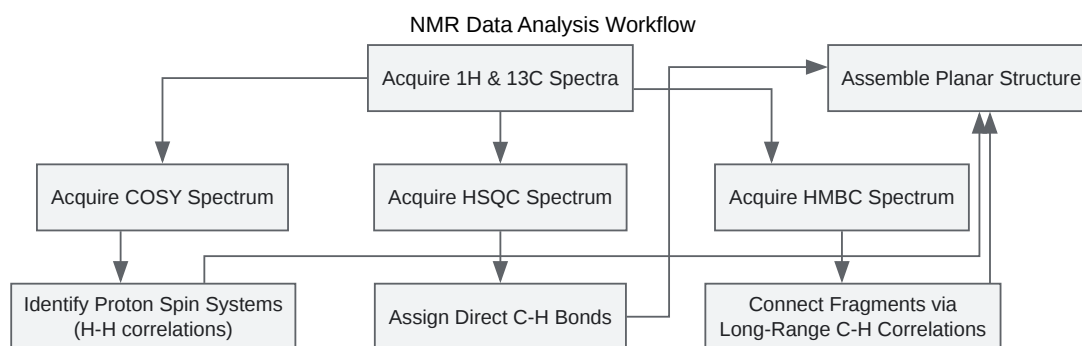 NMR Data Analysis Workflow
Acquire 1H & 13C Spectra
Assemble Planar Structure
Acquire COSY Spectrum
Acquire HSQC Spectrum
Acquire HMBC Spectrum
Identify Proton Spin Systems
(H-H correlations)
Assign Direct C-H Bonds
Connect Fragments via
Long-Range C-H Correlations